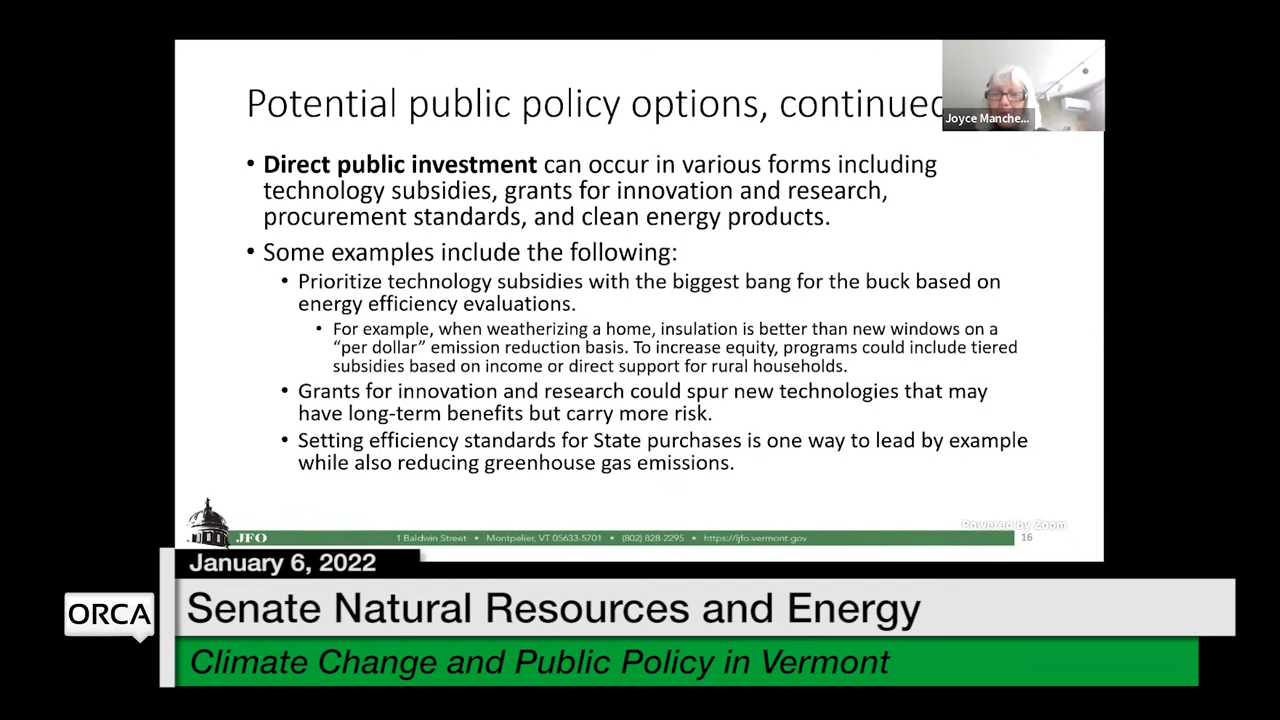 Potential public policy options, continued
Joyce Manche...
• Direct public investment can occur in various forms including
technology subsidies, grants for innovation and research,
procurement standards, and clean energy products.
• Some examples include the following:
• Prioritize technology subsidies with the biggest bang for the buck based on
energy efficiency evaluations.
• For example, when weatherizing a home, insulation is better than new windows on a
“per dollar” emission reduction basis. To increase equity, programs could include tiered
subsidies based on income or direct support for rural households.
• Grants for innovation and research could spur new technologies that may
have long-term benefits but carry more risk.
• Setting efficiency standards for State purchases is one way to lead by example
while also reducing greenhouse gas emissions.
Powered by Zoom
JFO
1 Baldwin Street • Montpelier, VT 05633-5701 • (802) 828-2295 • https://ljfo.vermont.gov
16
January 6, 2022
ORCA
Senate Natural Resources and Energy
Climate Change and Public Policy in Vermont